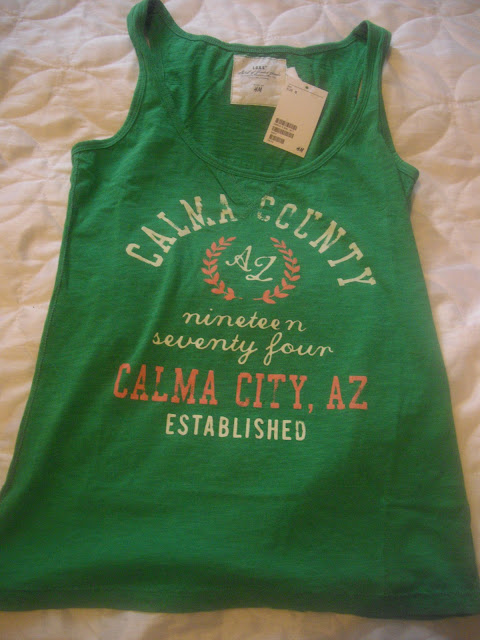 CALMA COUNTY
AZ
nineteen
seventy four
CALMA CITY, AZ
ESTABLISHED